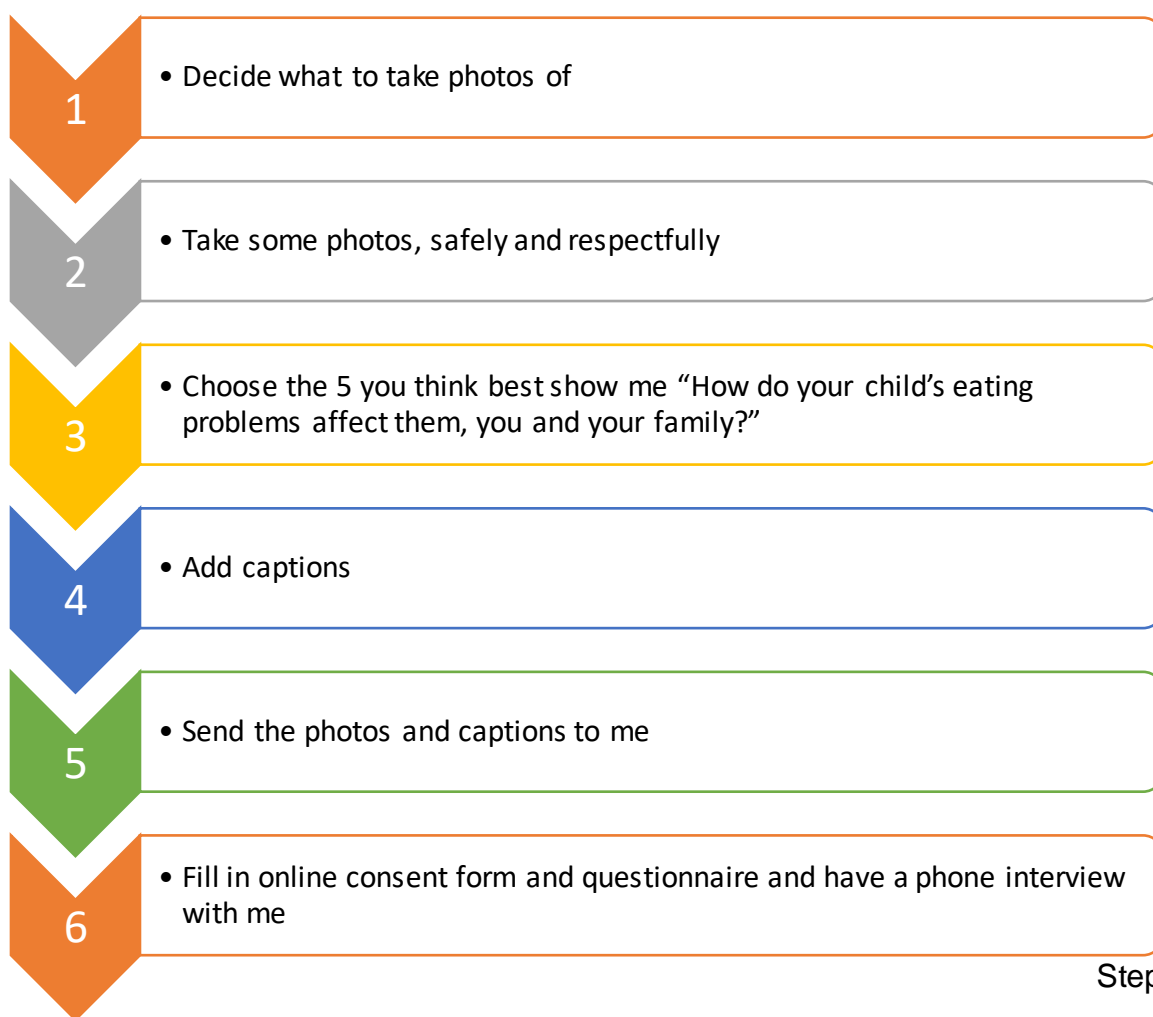 1
• Decide what to take photos of
2
• Take some photos, safely and respectfully
3
• Choose the 5 you think best show me “How do your child’s eating
problems affect them, you and your family?”
4
• Add captions
5
• Send the photos and captions to me
6
• Fill in online consent form and questionnaire and have a phone interview
with me
Step